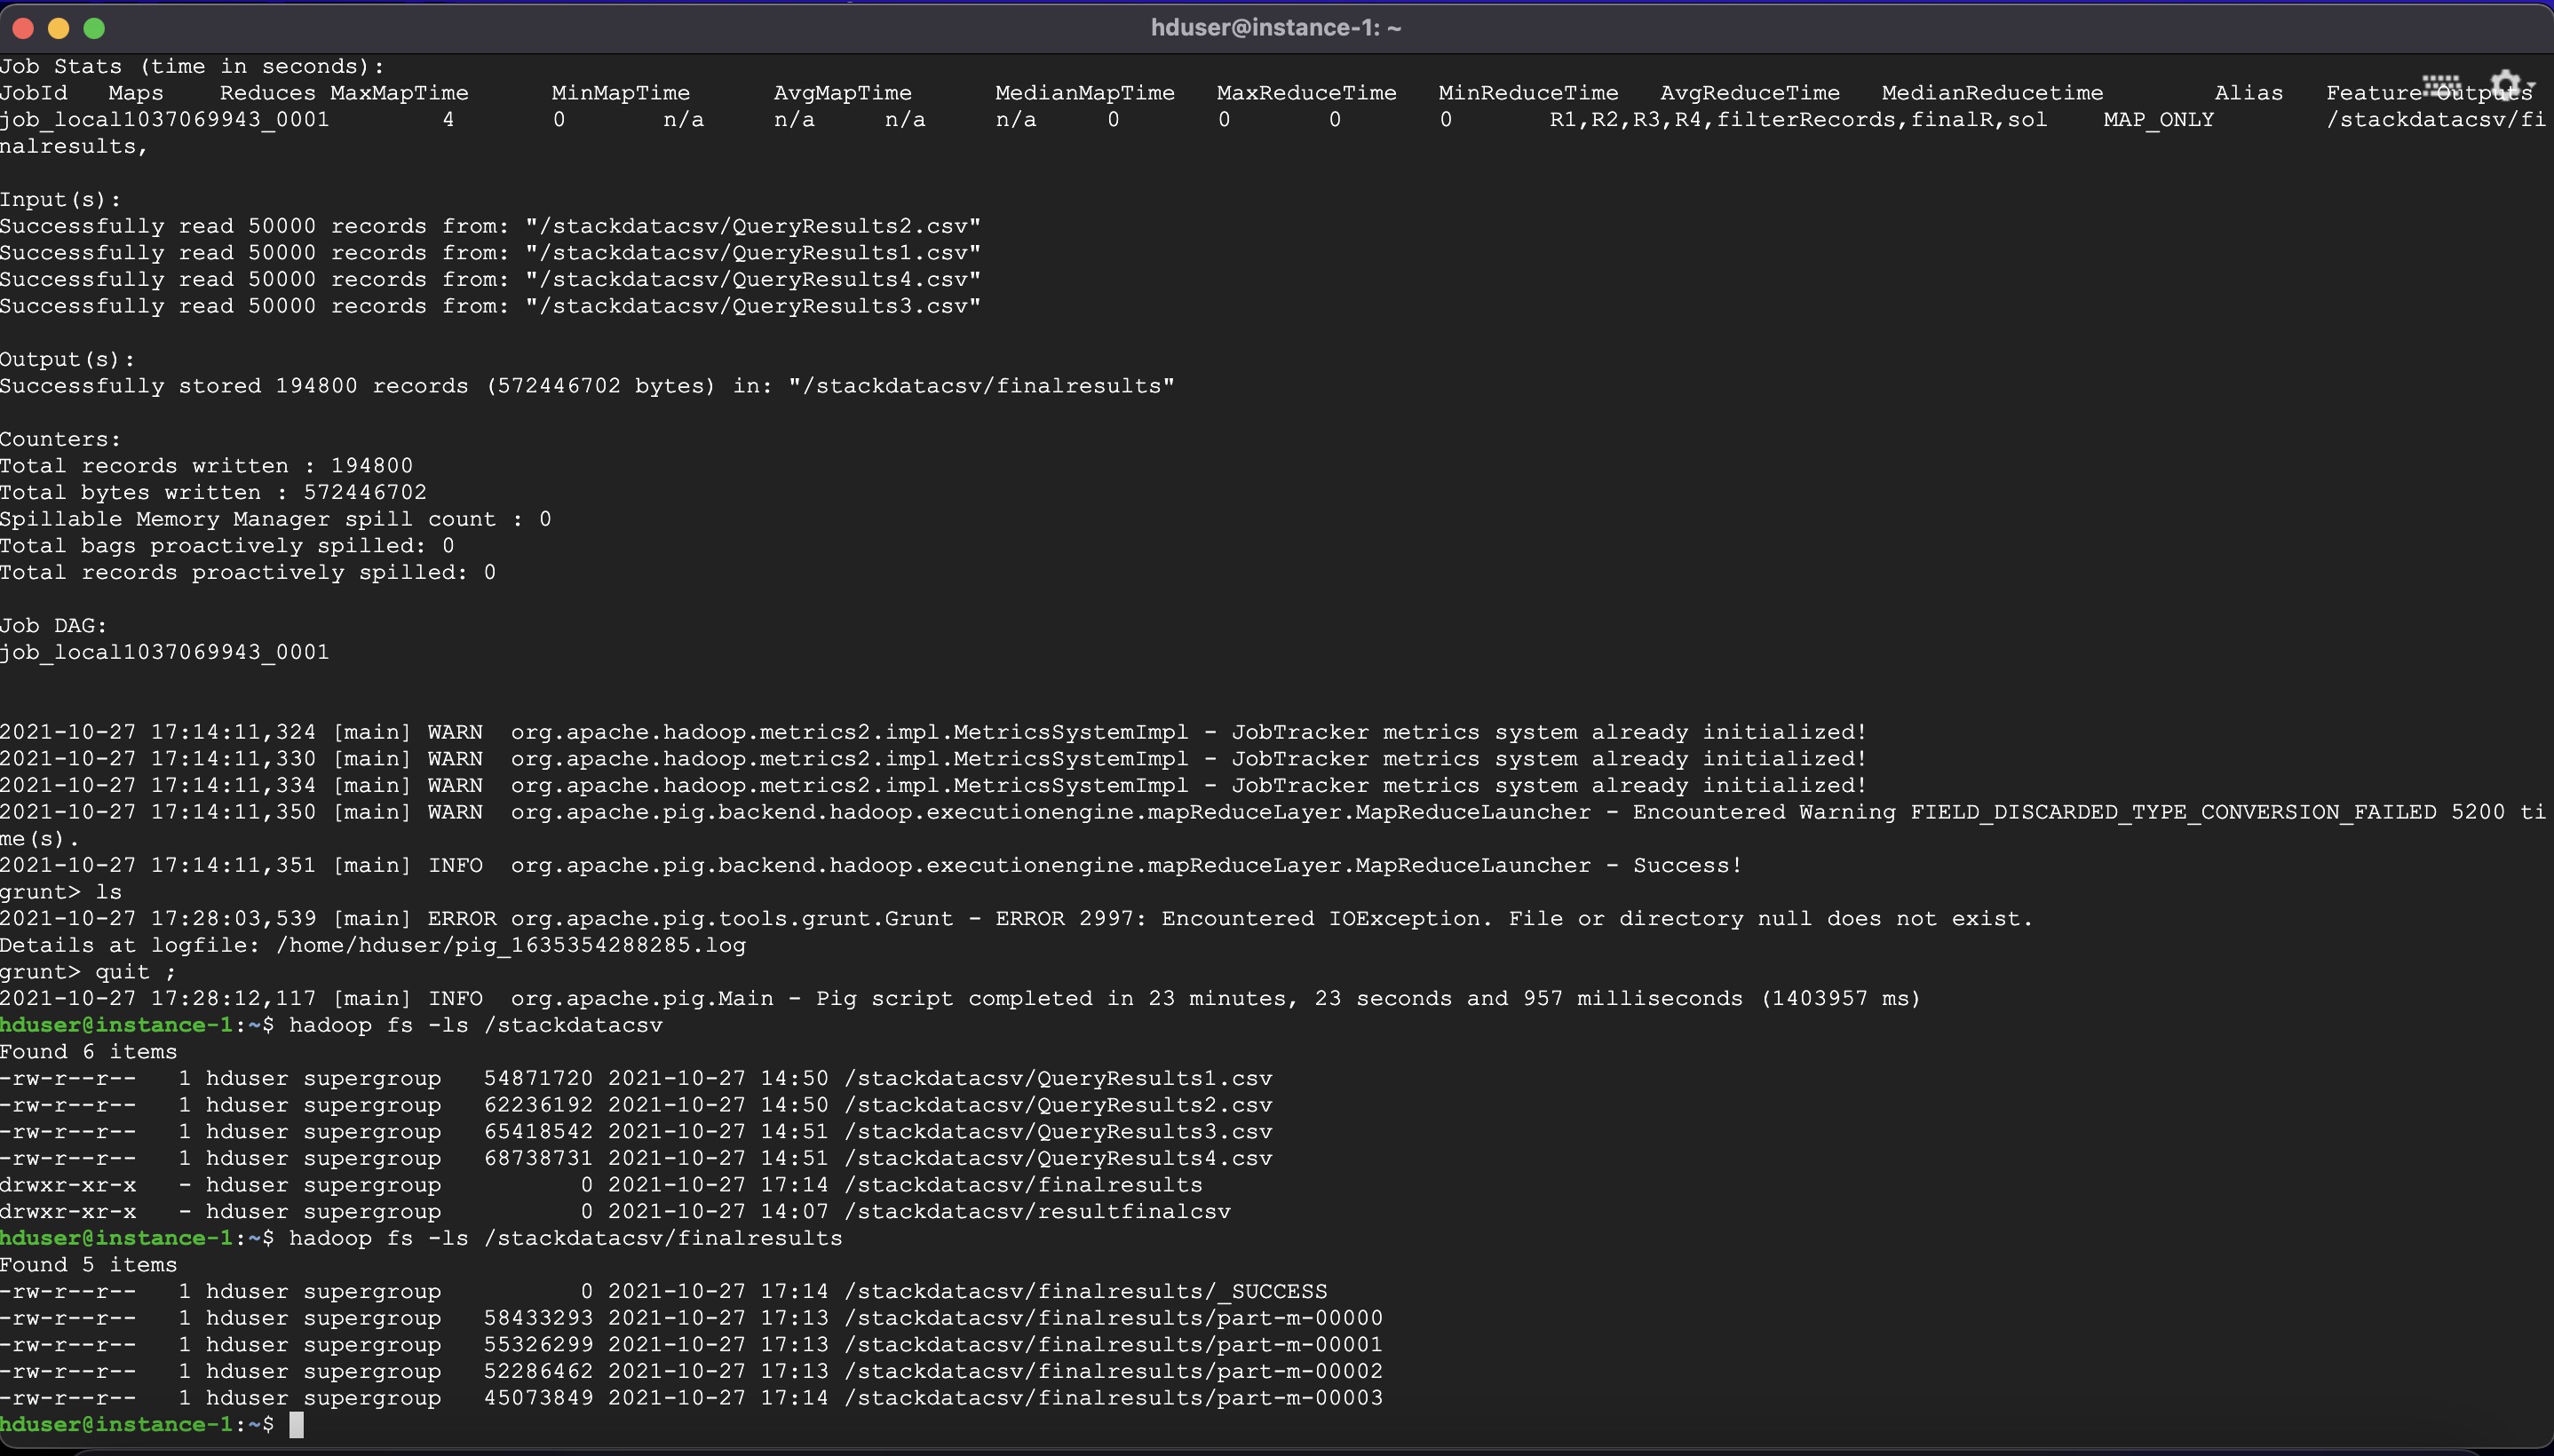 hduser@instance-1: ~
Job Stats (time in seconds):
JobId   Maps    Reduces MaxMapTime      MinMapTime      AvgMapTime      MedianMapTime   MaxReduceTime   MinReduceTime   AvgReduceTime   MedianReducetime        Alias   Feature Outputs
job_local1037069943_0001        4       0       n/a     n/a     n/a     n/a     0       0       0       0       R1,R2,R3,R4,filterRecords,finalR,sol    MAP_ONLY        /stackdatacsv/fi
nalresults,
Input(s):
Successfully read 50000 records from: "/stackdatacsv/QueryResults2.csv"
Successfully read 50000 records from: "/stackdatacsv/QueryResults1.csv"
Successfully read 50000 records from: "/stackdatacsv/QueryResults4.csv"
Successfully read 50000 records from: "/stackdatacsv/QueryResults3.csv"
Output(s):
Successfully stored 194800 records (572446702 bytes) in: "/stackdatacsv/finalresults"
Counters:
Total records written : 194800
Total bytes written : 572446702
Spillable Memory Manager spill count : 0
Total bags proactively spilled: 0
Total records proactively spilled: 0
Job DAG:
job_local1037069943_0001
2021-10-27 17:14:11,324 [main] WARN  org.apache.hadoop.metrics2.impl.MetricsSystemImpl - JobTracker metrics system already initialized!
2021-10-27 17:14:11,330 [main] WARN  org.apache.hadoop.metrics2.impl.MetricsSystemImpl - JobTracker metrics system already initialized!
2021-10-27 17:14:11,334 [main] WARN  org.apache.hadoop.metrics2.impl.MetricsSystemImpl - JobTracker metrics system already initialized!
2021-10-27 17:14:11,350 [main] WARN  org.apache.pig.backend.hadoop.executionengine.mapReduceLayer.MapReduceLauncher - Encountered Warning FIELD_DISCARDED_TYPE_CONVERSION_FAILED 5200 ti
me(s).
2021-10-27 17:14:11,351 [main] INFO  org.apache.pig.backend.hadoop.executionengine.mapReduceLayer.MapReduceLauncher - Success!
grunt> ls
2021-10-27 17:28:03,539 [main] ERROR org.apache.pig.tools.grunt.Grunt - ERROR 2997: Encountered IOException. File or directory null does not exist.
Details at logfile: /home/hduser/pig_1635354288285.log
grunt> quit ;
2021-10-27 17:28:12,117 [main] INFO  org.apache.pig.Main - Pig script completed in 23 minutes, 23 seconds and 957 milliseconds (1403957 ms)
hduser@instance-1:~$ hadoop fs -ls /stackdatacsv
Found 6 items
-rw-r--r--   1 hduser supergroup   54871720 2021-10-27 14:50 /stackdatacsv/QueryResults1.csv
-rw-r--r--   1 hduser supergroup   62236192 2021-10-27 14:50 /stackdatacsv/QueryResults2.csv
-rw-r--r--   1 hduser supergroup   65418542 2021-10-27 14:51 /stackdatacsv/QueryResults3.csv
-rw-r--r--   1 hduser supergroup   68738731 2021-10-27 14:51 /stackdatacsv/QueryResults4.csv
drwxr-xr-x   - hduser supergroup          0 2021-10-27 17:14 /stackdatacsv/finalresults
drwxr-xr-x   - hduser supergroup          0 2021-10-27 14:07 /stackdatacsv/resultfinalcsv
hduser@instance-1:~$ hadoop fs -ls /stackdatacsv/finalresults
Found 5 items
-rw-r--r--   1 hduser supergroup          0 2021-10-27 17:14 /stackdatacsv/finalresults/_SUCCESS
-rw-r--r--   1 hduser supergroup   58433293 2021-10-27 17:13 /stackdatacsv/finalresults/part-m-00000
-rw-r--r--   1 hduser supergroup   55326299 2021-10-27 17:13 /stackdatacsv/finalresults/part-m-00001
-rw-r--r--   1 hduser supergroup   52286462 2021-10-27 17:13 /stackdatacsv/finalresults/part-m-00002
-rw-r--r--   1 hduser supergroup   45073849 2021-10-27 17:14 /stackdatacsv/finalresults/part-m-00003
hduser@instance-1:~$